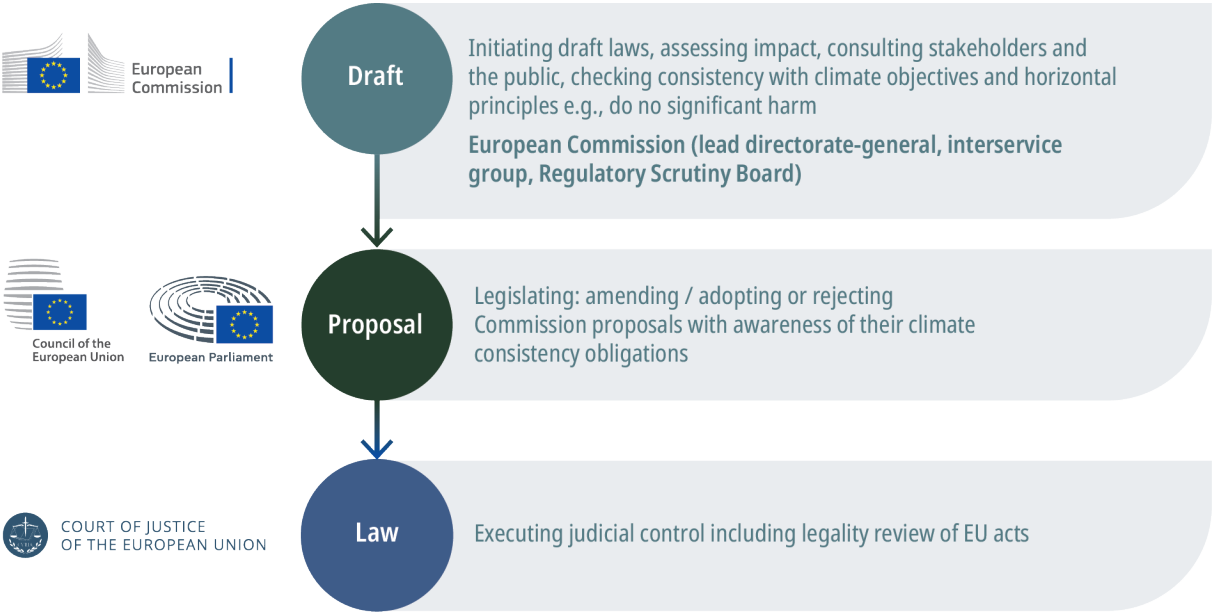 European
Commission
Draft
Initiating draft laws, assessing impact, consulting stakeholders and
the public, checking consistency with climate objectives and horizontal
principles e.g., do no significant harm
European Commission (lead directorate-general, interservice
group, Regulatory Scrutiny Board)
Council of the
European Union
European Parliament
Proposal
Legislating: amending / adopting or rejecting
Commission proposals with awareness of their climate
consistency obligations
COURT OF JUSTICE
OF THE EUROPEAN UNION
Law
Executing judicial control including legality review of EU acts